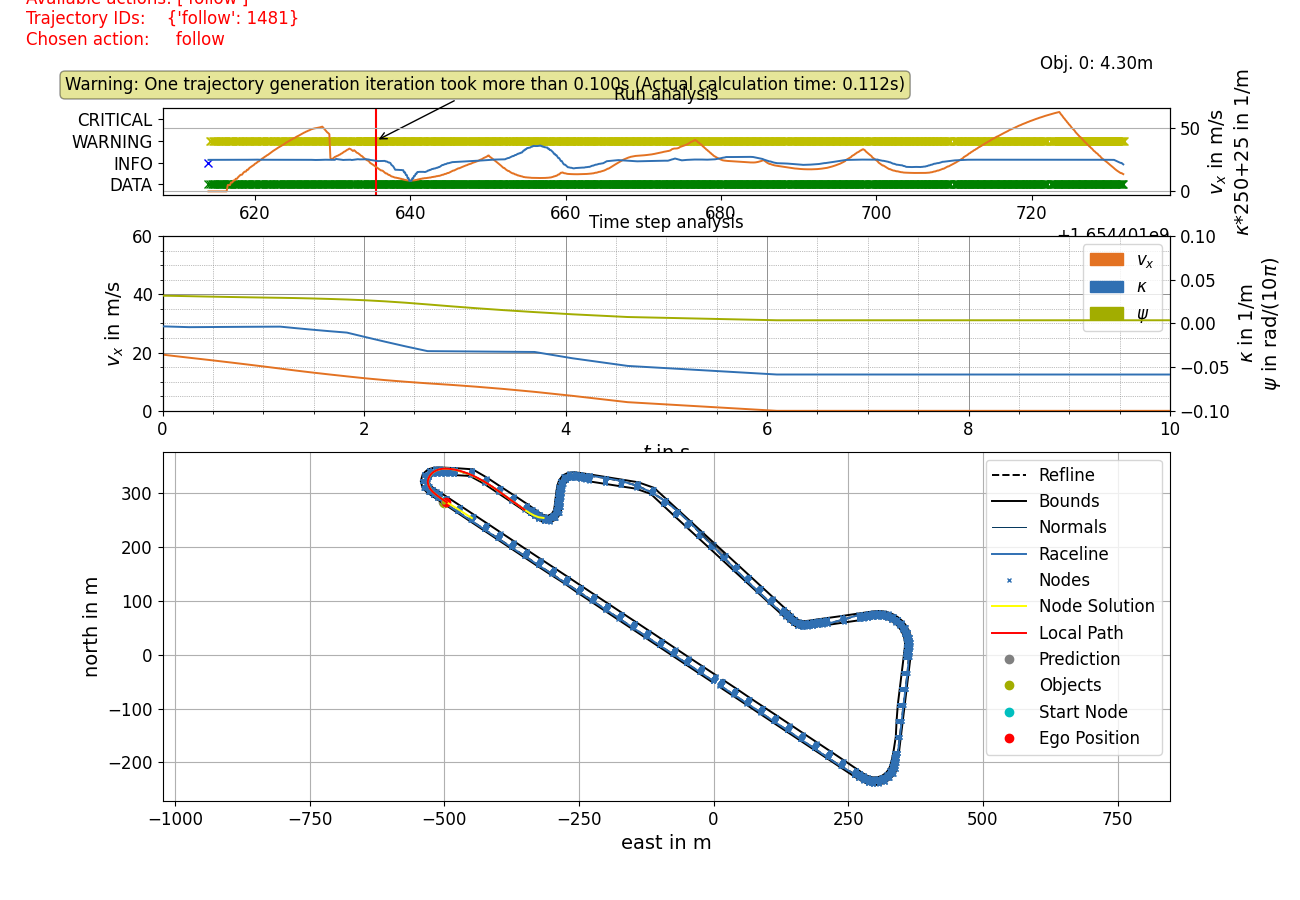 Available actions: ['follow']
Trajectory IDs: {'follow': 1481}
Chosen action: follow
Obj. 0: 4.30m
Warning: One trajectory generation iteration took more than 0.100s (Actual calculation time: 0.112s)
Run analysis
CRITICAL
WARNING
INFO
DATA
50
0
v_x in m/s
κ*250+25 in 1/m
620 640 660 680 700 720
+1.654401e9
Time step analysis
60
40
20
0
v_x in m/s
0.10
0.05
0.00
−0.05
−0.10
κ in 1/m
ψ in rad/(10π)
v_x
κ
ψ
0 2 4 6 8 10
t in s
300
200
100
0
−100
−200
north in m
Refline
Bounds
Normals
Raceline
Nodes
Node Solution
Local Path
Prediction
Objects
Start Node
Ego Position
−1000 −750 −500 −250 0 250 500 750
east in m